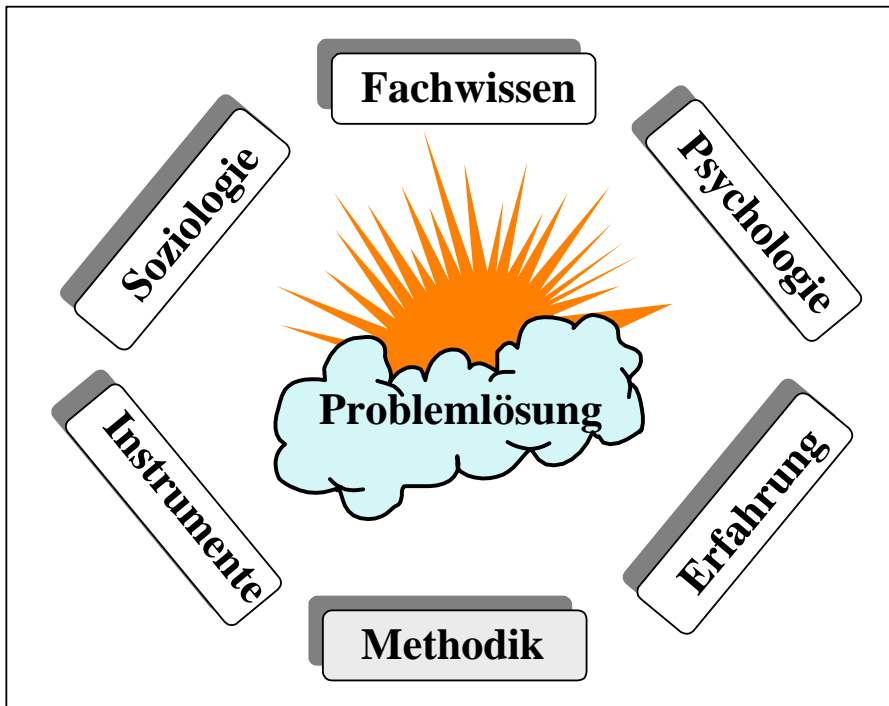 Fachwissen
Soziologie
Psychologie
Problemlösung
Instrumente
Erfahrung
Methodik